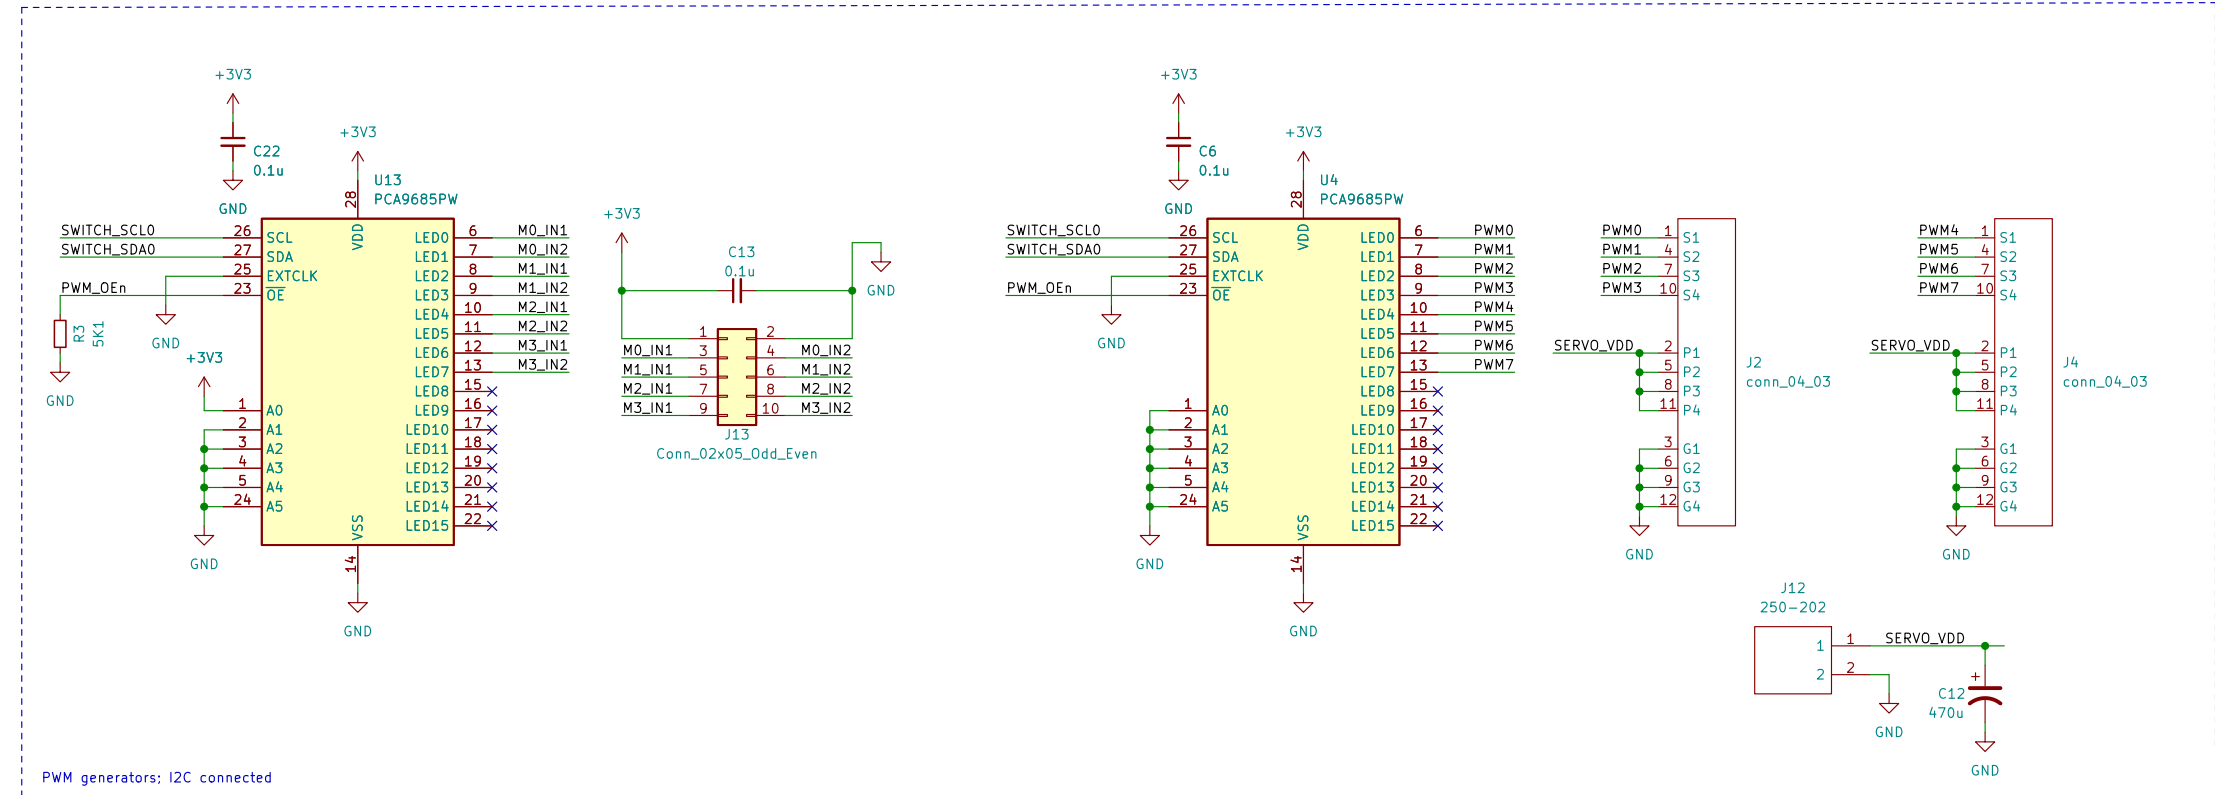 +3V3
C22
0.1u
GND
+3V3
U13
PCA9685PW
28
VDD
SWITCH_SCL0
26
SCL
SWITCH_SDA0
27
SDA
25
EXTCLK
PWM_OEn
23
OE
R3
5K1
GND
GND
+3V3
1
A0
2
A1
3
A2
4
A3
5
A4
24
A5
GND
VSS
14
GND
LED0
6
M0_IN1
LED1
7
M0_IN2
LED2
8
M1_IN1
LED3
9
M1_IN2
LED4
10
M2_IN1
LED5
11
M2_IN2
LED6
12
M3_IN1
LED7
13
M3_IN2
LED8
15
LED9
16
LED10
17
LED11
18
LED12
19
LED13
20
LED14
21
LED15
22
+3V3
C13
0.1u
GND
1
2
M0_IN1
3
4
M0_IN2
M1_IN1
5
6
M1_IN2
M2_IN1
7
8
M2_IN2
M3_IN1
9
10
M3_IN2
J13
Conn_02x05_Odd_Even
+3V3
C6
0.1u
GND
+3V3
U4
PCA9685PW
28
VDD
SWITCH_SCL0
26
SCL
SWITCH_SDA0
27
SDA
25
EXTCLK
PWM_OEn
23
OE
GND
1
A0
2
A1
3
A2
4
A3
5
A4
24
A5
GND
VSS
14
GND
LED0
6
PWM0
LED1
7
PWM1
LED2
8
PWM2
LED3
9
PWM3
LED4
10
PWM4
LED5
11
PWM5
LED6
12
PWM6
LED7
13
PWM7
LED8
15
LED9
16
LED10
17
LED11
18
LED12
19
LED13
20
LED14
21
LED15
22
PWM0
1
S1
PWM1
4
S2
PWM2
7
S3
PWM3
10
S4
SERVO_VDD
2
P1
5
P2
8
P3
11
P4
3
G1
6
G2
9
G3
12
G4
GND
J2
conn_04_03
PWM4
1
S1
PWM5
4
S2
PWM6
7
S3
PWM7
10
S4
SERVO_VDD
2
P1
5
P2
8
P3
11
P4
3
G1
6
G2
9
G3
12
G4
GND
J4
conn_04_03
J12
250-202
1
1
SERVO_VDD
2
2
GND
+
C12
470u
GND
PWM generators; I2C connected